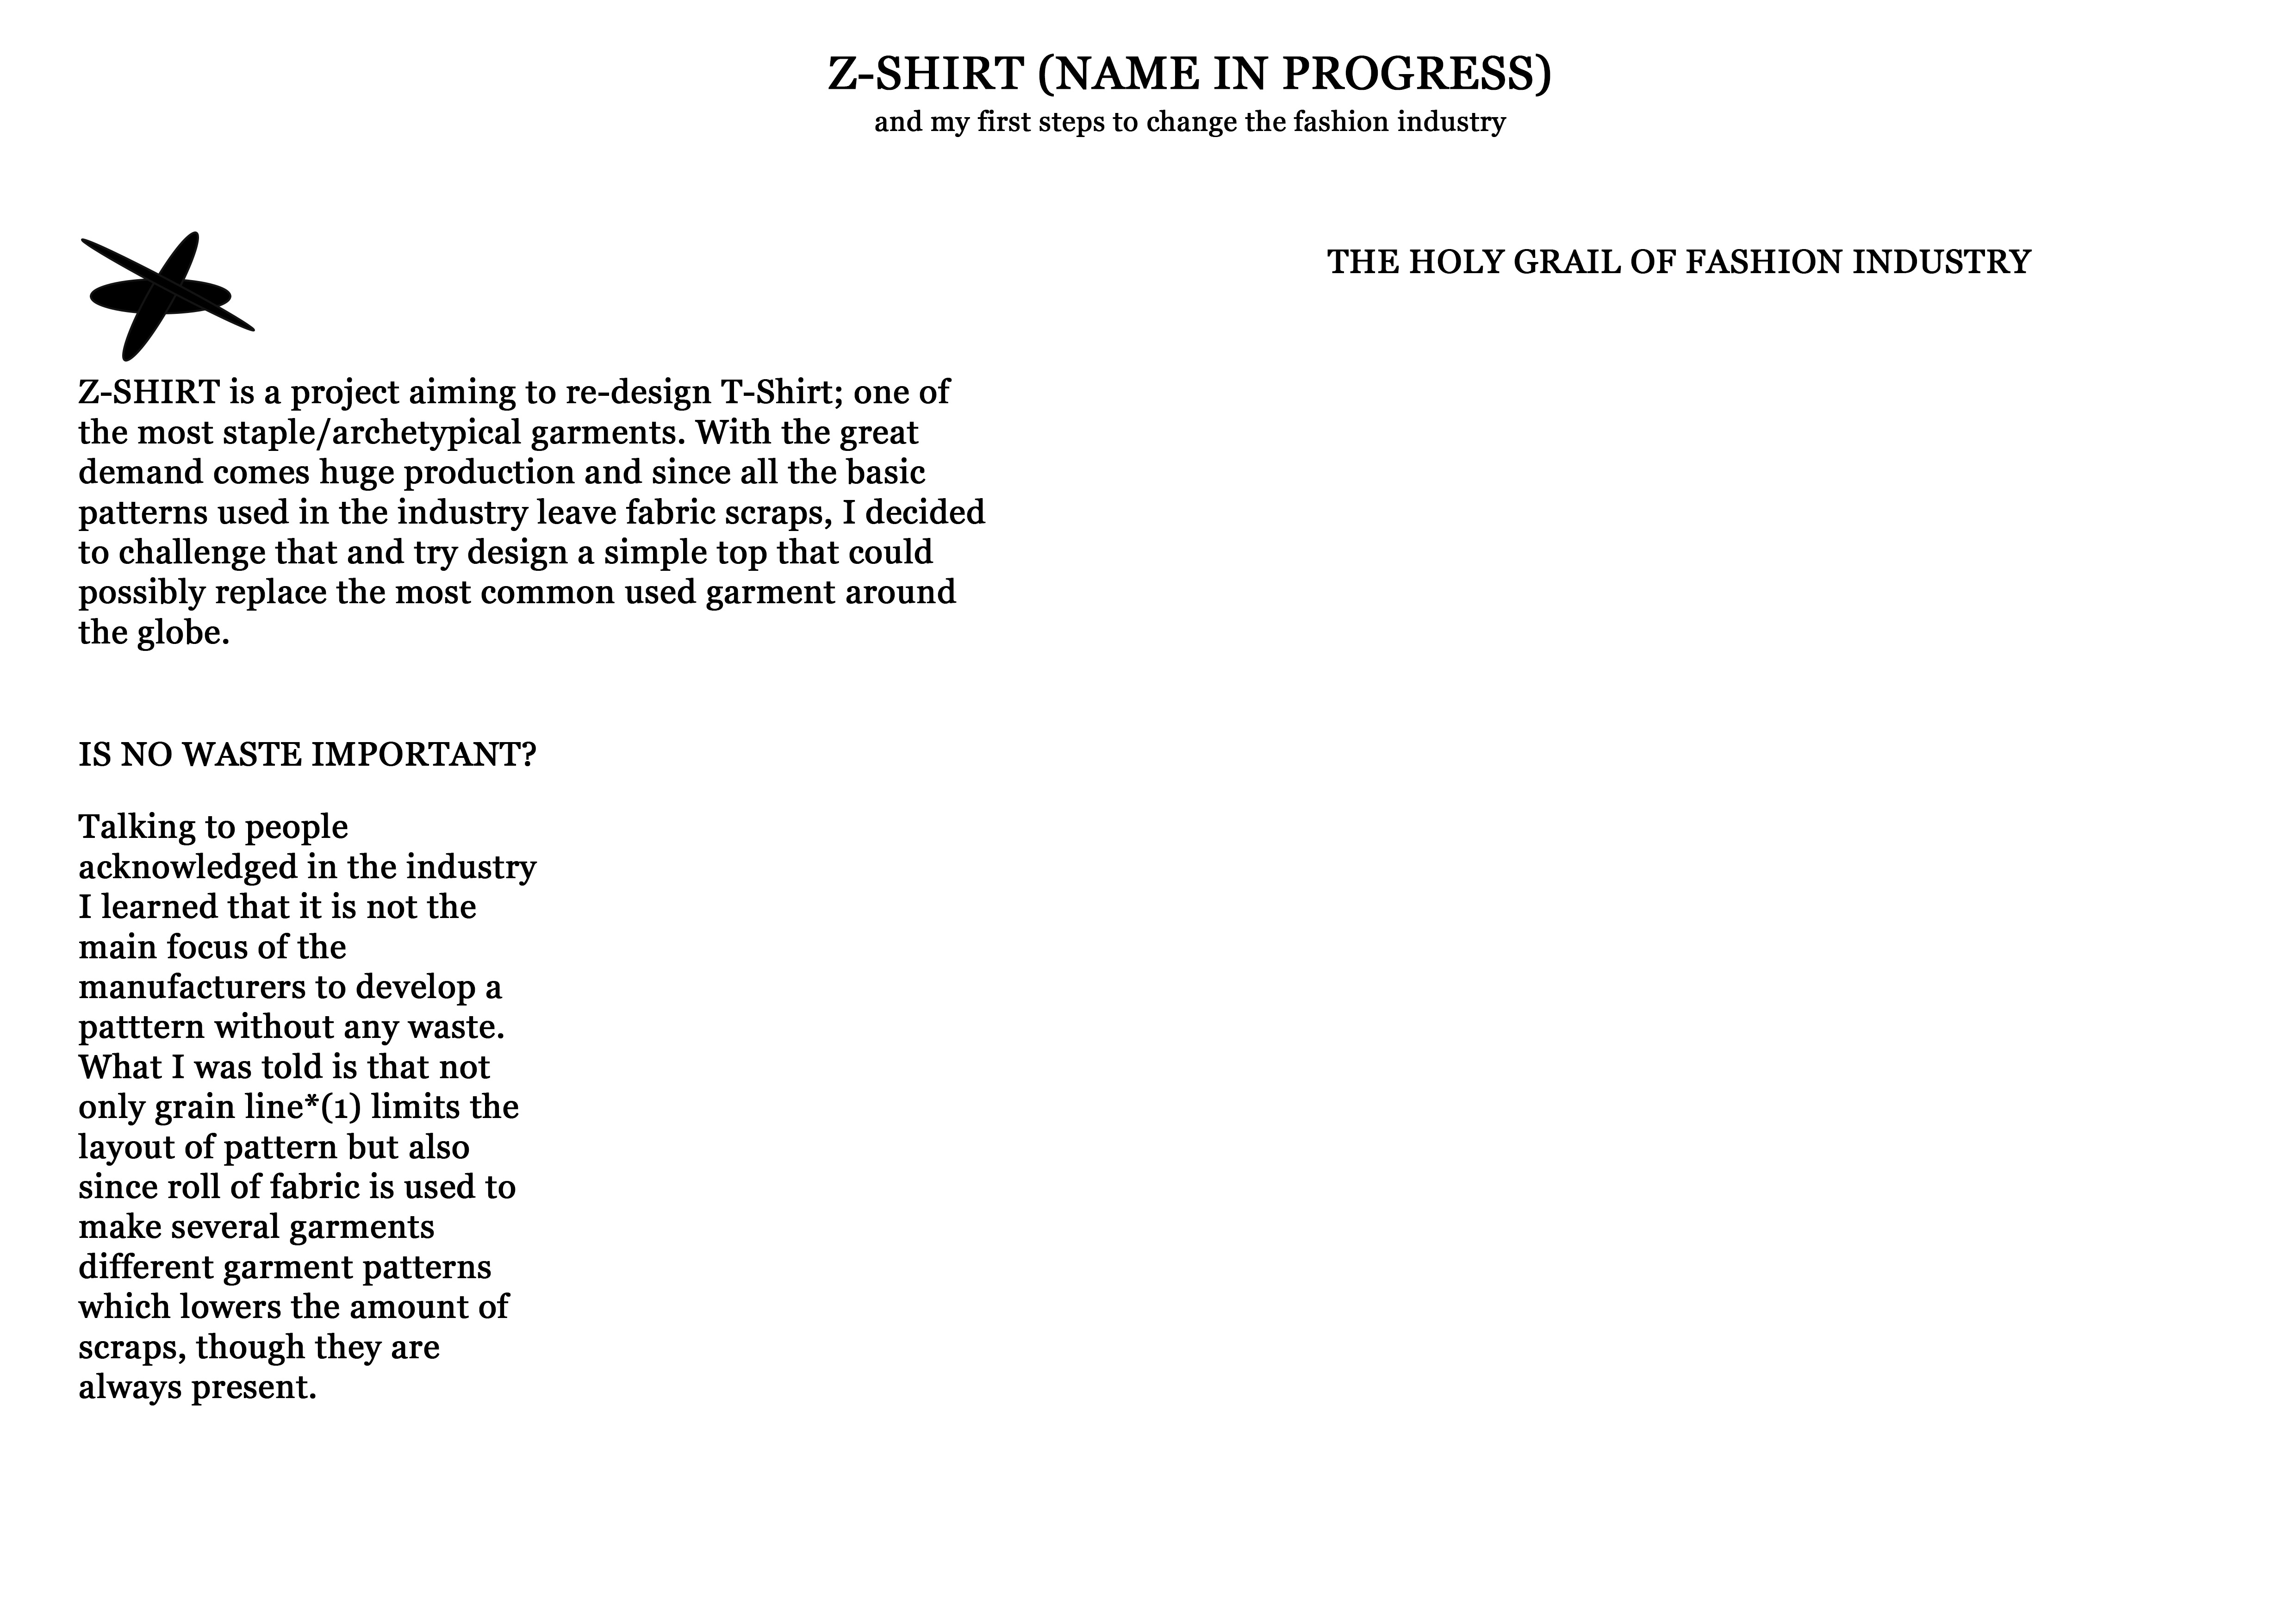 Z-SHIRT (NAME IN PROGRESS)
and my first steps to change the fashion industry
THE HOLY GRAIL OF FASHION INDUSTRY
Z-SHIRT is a project aiming to re-design T-Shirt; one of
the most staple/archetypical garments. With the great
demand comes huge production and since all the basic
patterns used in the industry leave fabric scraps, I decided
to challenge that and try design a simple top that could
possibly replace the most common used garment around
the globe.
IS NO WASTE IMPORTANT?
Talking to people
acknowledged in the industry
I learned that it is not the
main focus of the
manufacturers to develop a
patttern without any waste.
What I was told is that not
only grain line*(1) limits the
layout of pattern but also
since roll of fabric is used to
make several garments
different garment patterns
which lowers the amount of
scraps, though they are
always present.